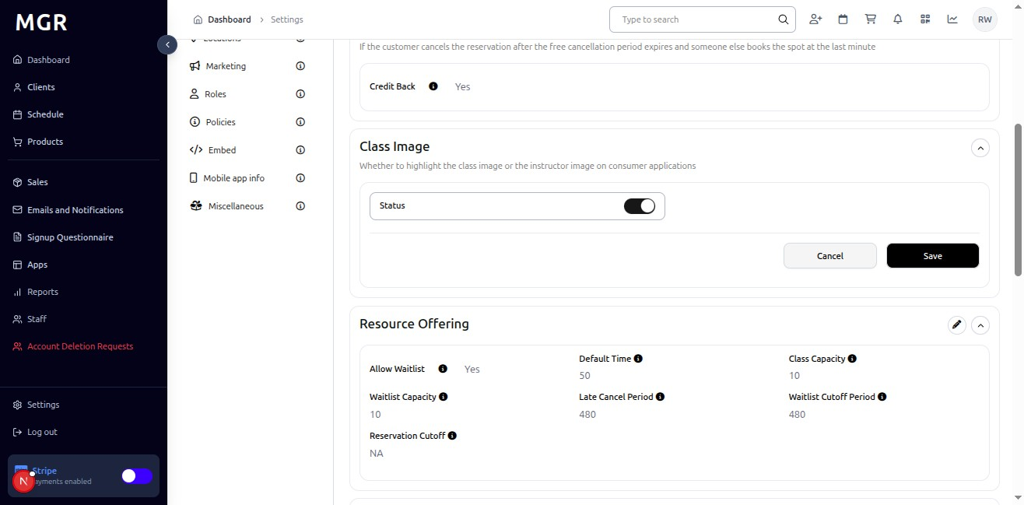 MGR
Dashboard
Clients
Schedule
Products
Sales
Emails and Notifications
Signup Questionnaire
Apps
Reports
Staff
Account Deletion Requests
Settings
Log out
Stripe
ayments enabled
N
Dashboard > Settings
Type to search
RW
Locations
Marketing
Roles
Policies
Embed
Mobile app info
Miscellaneous
If the customer cancels the reservation after the free cancellation period expires and someone else books the spot at the last minute
Credit Back Yes
Class Image
Whether to highlight the class image or the instructor image on consumer applications
Status
Cancel Save
Resource Offering
Allow Waitlist Yes
Default Time
50
Class Capacity
10
Waitlist Capacity
10
Late Cancel Period
480
Waitlist Cutoff Period
480
Reservation Cutoff
NA